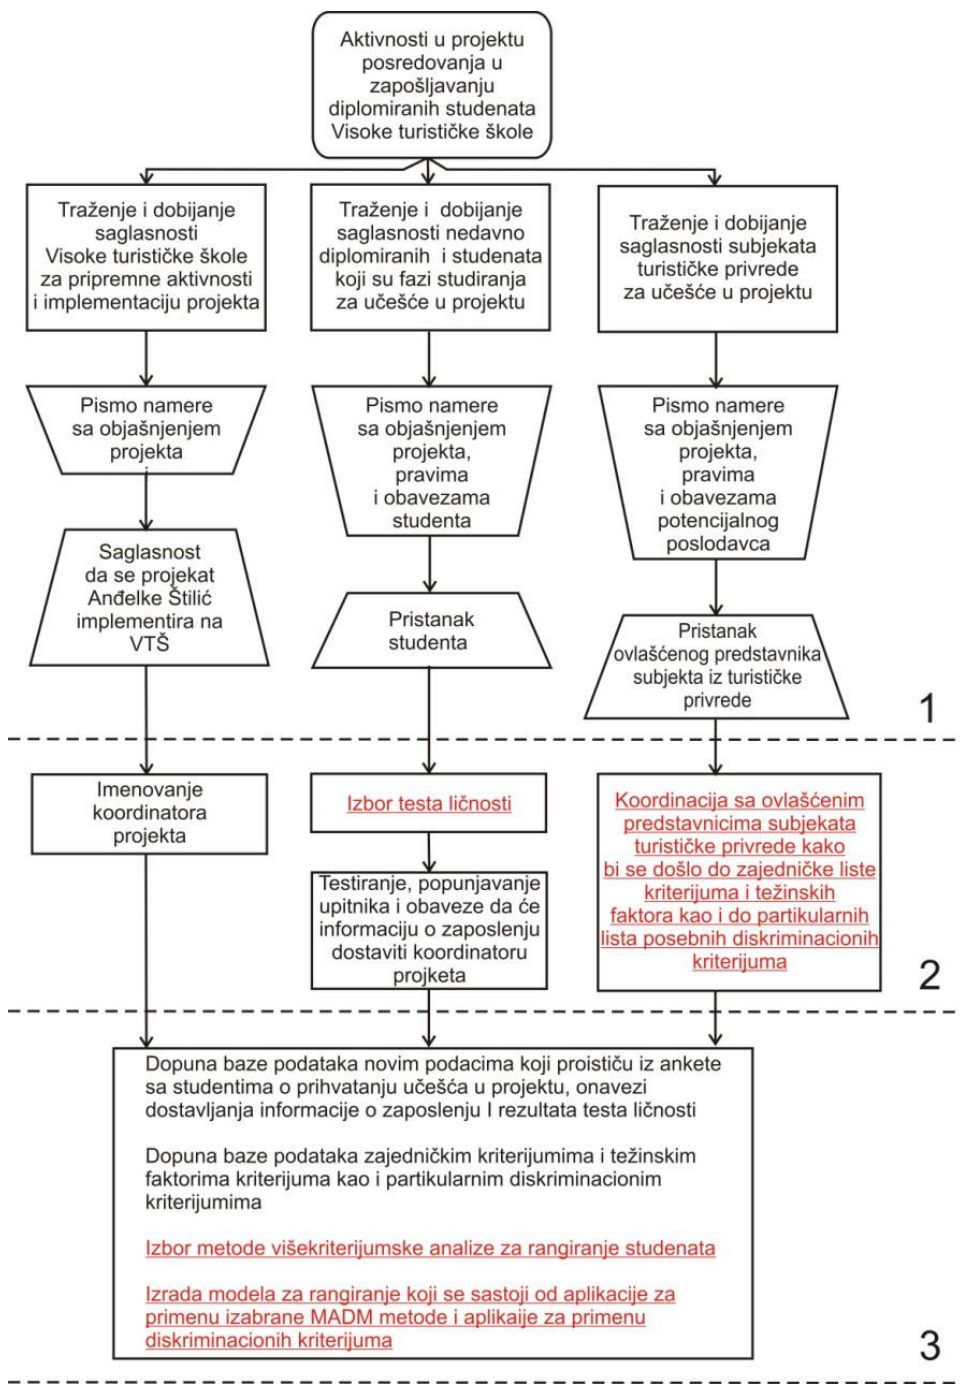 Aktivnosti u projektu
posredovanja u
zapošljavanju
diplomiranih studenata
Visoke turističke škole
Traženje i dobijanje
saglasnosti
Visoke turističke škole
za pripremne aktivnosti
i implementaciju projekta
Traženje i dobijanje
saglasnosti nedavno
diplomiranih i studenata
koji su fazi studiranja
za učešće u projektu
Traženje i dobijanje
saglasnosti subjekata
turističke privrede
za učešće u projektu
Pismo namere
sa objašnjenjem
projekta
Pismo namere
sa objašnjenjem
projekta,
pravima
i obavezama
studenta
Pismo namere
sa objašnjenjem
projekta,
pravima
i obavezama
potencijalnog
poslodavca
Saglasnost
da se projekat
Anđelke Štilić
implementira na
VTŠ
Pristanak
studenta
Pristanak
ovlašćenog predstavnika
subjekta iz turističke
privrede
1
Imenovanje
koordinatora
projekta
Izbor testa ličnosti
Testiranje, popunjavanje
upitnika i obaveze da će
informaciju o zaposlenju
dostaviti koordinatoru
projketa
Koordinacija sa ovlašćenim
predstavnicima subjekata
turističke privrede kako
bi se došlo do zajedničke liste
kriterijuma i težinskih
faktora kao i do partikularnih
lista posebnih diskriminacionih
kriterijuma
2
Dopuna baze podataka novim podacima koji proističu iz ankete
sa studentima o prihvatanju učešća u projektu, onavezi
dostavljanja informacije o zaposlenju I rezultata testa ličnosti
Dopuna baze podataka zajedničkim kriterijumima i težinskim
faktorima kriterijuma kao i partikularnim diskriminacionim
kriterijumima
Izbor metode višekriterijumske analize za rangiranje studenata
Izrada modela za rangiranje koji se sastoji od aplikacije za
primenu izabrane MADM metode i aplikaije za primenu
diskriminacionih kriterijuma
3